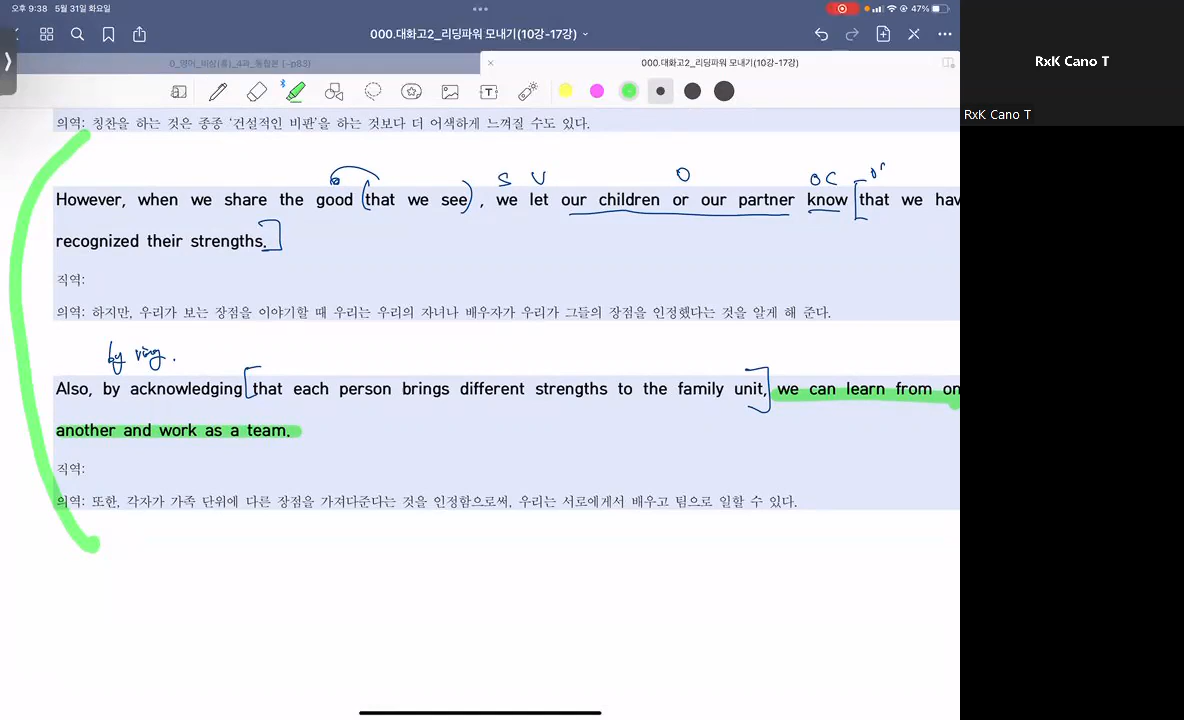 오후 9:38 5월 31일 화요일
47%
000.대화고2_리딩파워 모내기(10강-17강)
RxK Cano T
0_영어_비상(홍)_4과_통합본 (~p83)
000.대화고2_리딩파워 모내기(10강-17강)
RxK Cano T
의역: 칭찬을 하는 것은 종종 '건설적인 비판'을 하는 것보다 더 어색하게 느껴질 수도 있다.
S V O OC
However, when we share the good (that we see), we let our children or our partner know [that we hav
recognized their strengths.]
직역:
의역: 하지만, 우리가 보는 장점을 이야기할 때 우리는 우리의 자녀나 배우자가 우리가 그들의 장점을 인정했다는 것을 알게 해 준다.
by ving.
Also, by acknowledging [that each person brings different strengths to the family unit,] we can learn from on
another and work as a team.
직역:
의역: 또한, 각자가 가족 단위에 다른 장점을 가져다준다는 것을 인정함으로써, 우리는 서로에게서 배우고 팀으로 일할 수 있다.